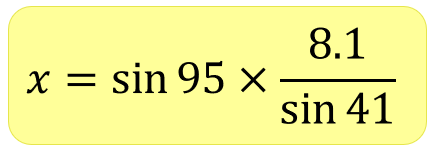 x = sin 95 × 8.1 / sin 41